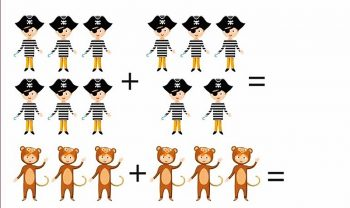 + =
+ =